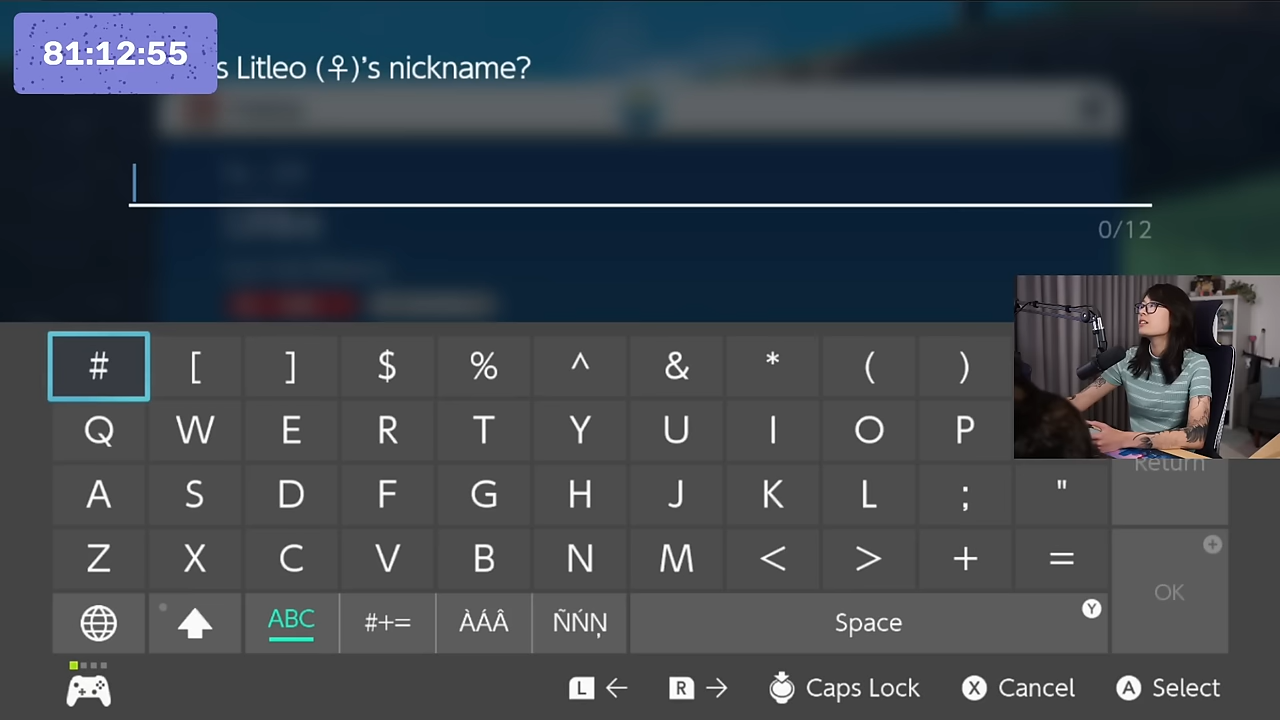 81:12:55
s Litleo (♀)'s nickname?
0/12
# [ ] $ % ^ & * ( )
Q W E R T Y U I O P
Return
A S D F G H J K L ; "
Z X C V B N M < > + =
OK
ABC #+= ÀÁÂ ÑŃŅ Space Y
L ← R → Caps Lock X Cancel A Select